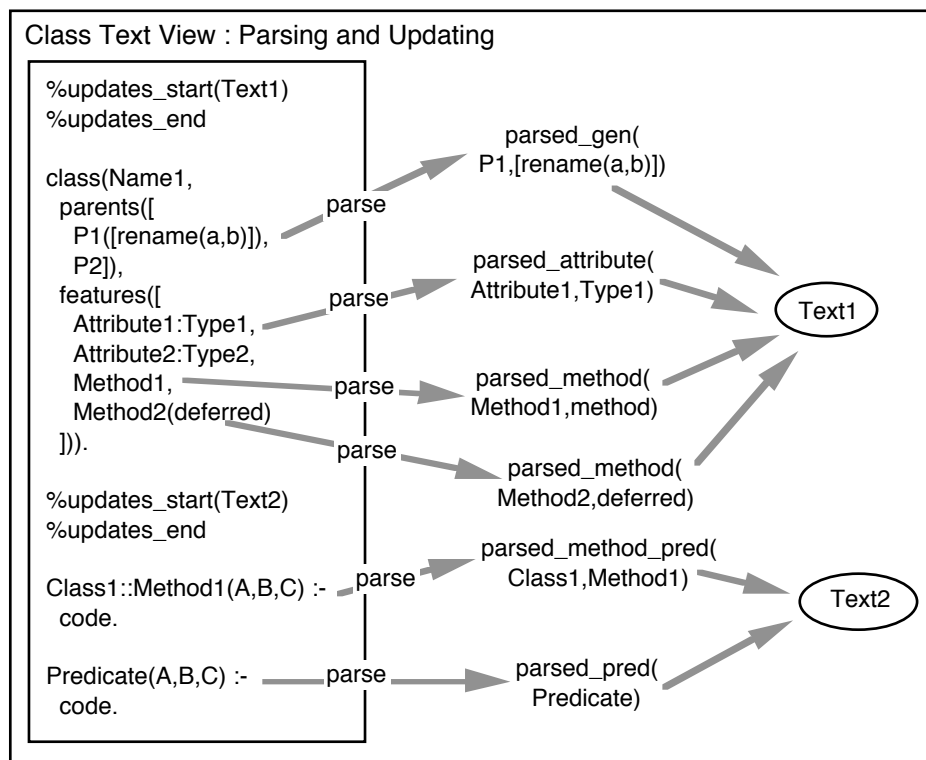 Class Text View : Parsing and Updating
%updates_start(Text1)
%updates_end
class(Name1,
parents([
P1([rename(a,b)]),
P2]),
features([
Attribute1:Type1,
Attribute2:Type2,
Method1,
Method2(deferred)
])).
%updates_start(Text2)
%updates_end
Class1::Method1(A,B,C) :-
code.
Predicate(A,B,C) :-
code.
parse
parse
parse
parse
parse
parse
parsed_gen(
P1,[rename(a,b)])
parsed_attribute(
Attribute1,Type1)
parsed_method(
Method1,method)
parsed_method(
Method2,deferred)
parsed_method_pred(
Class1,Method1)
parsed_pred(
Predicate)
Text1
Text2